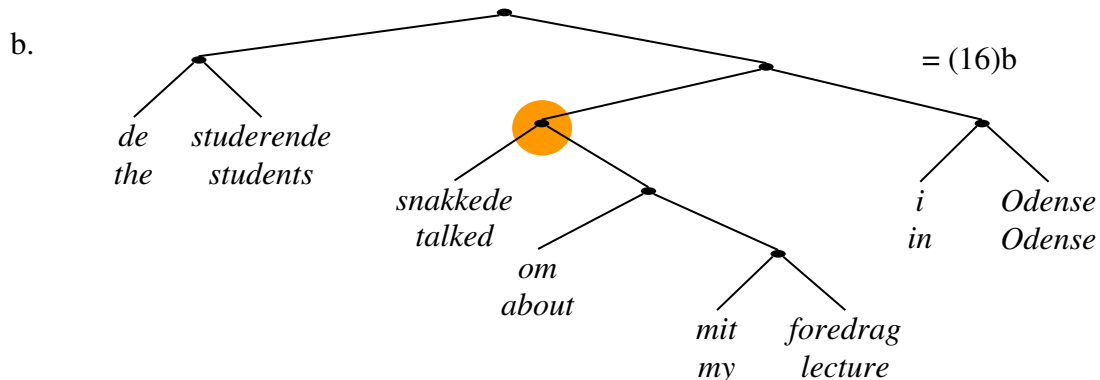 b.
= (16)b
de studerende
the students
snakkede
talked
i Odense
in Odense
om
about
mit foredrag
my lecture